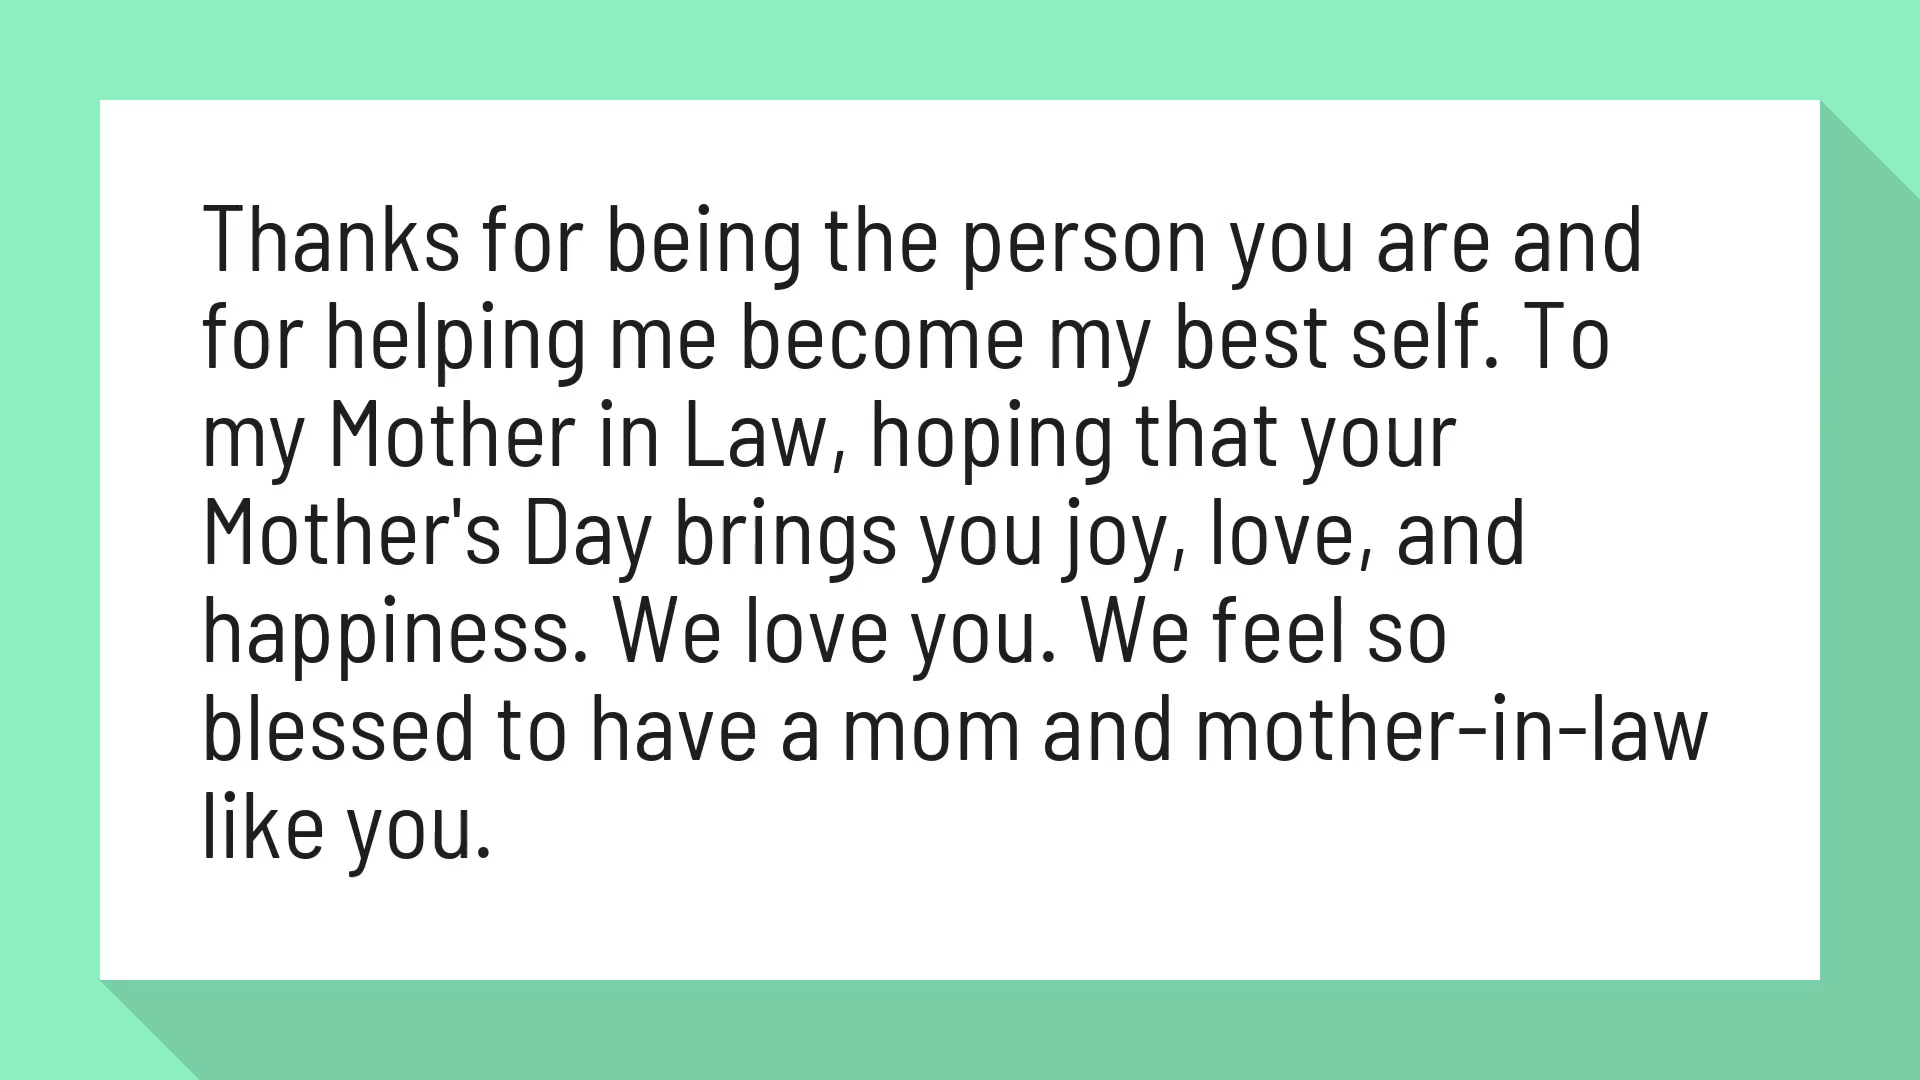 Thanks for being the person you are and
for helping me become my best self. To
my Mother in Law, hoping that your
Mother's Day brings you joy, love, and
happiness. We love you. We feel so
blessed to have a mom and mother-in-law
like you.